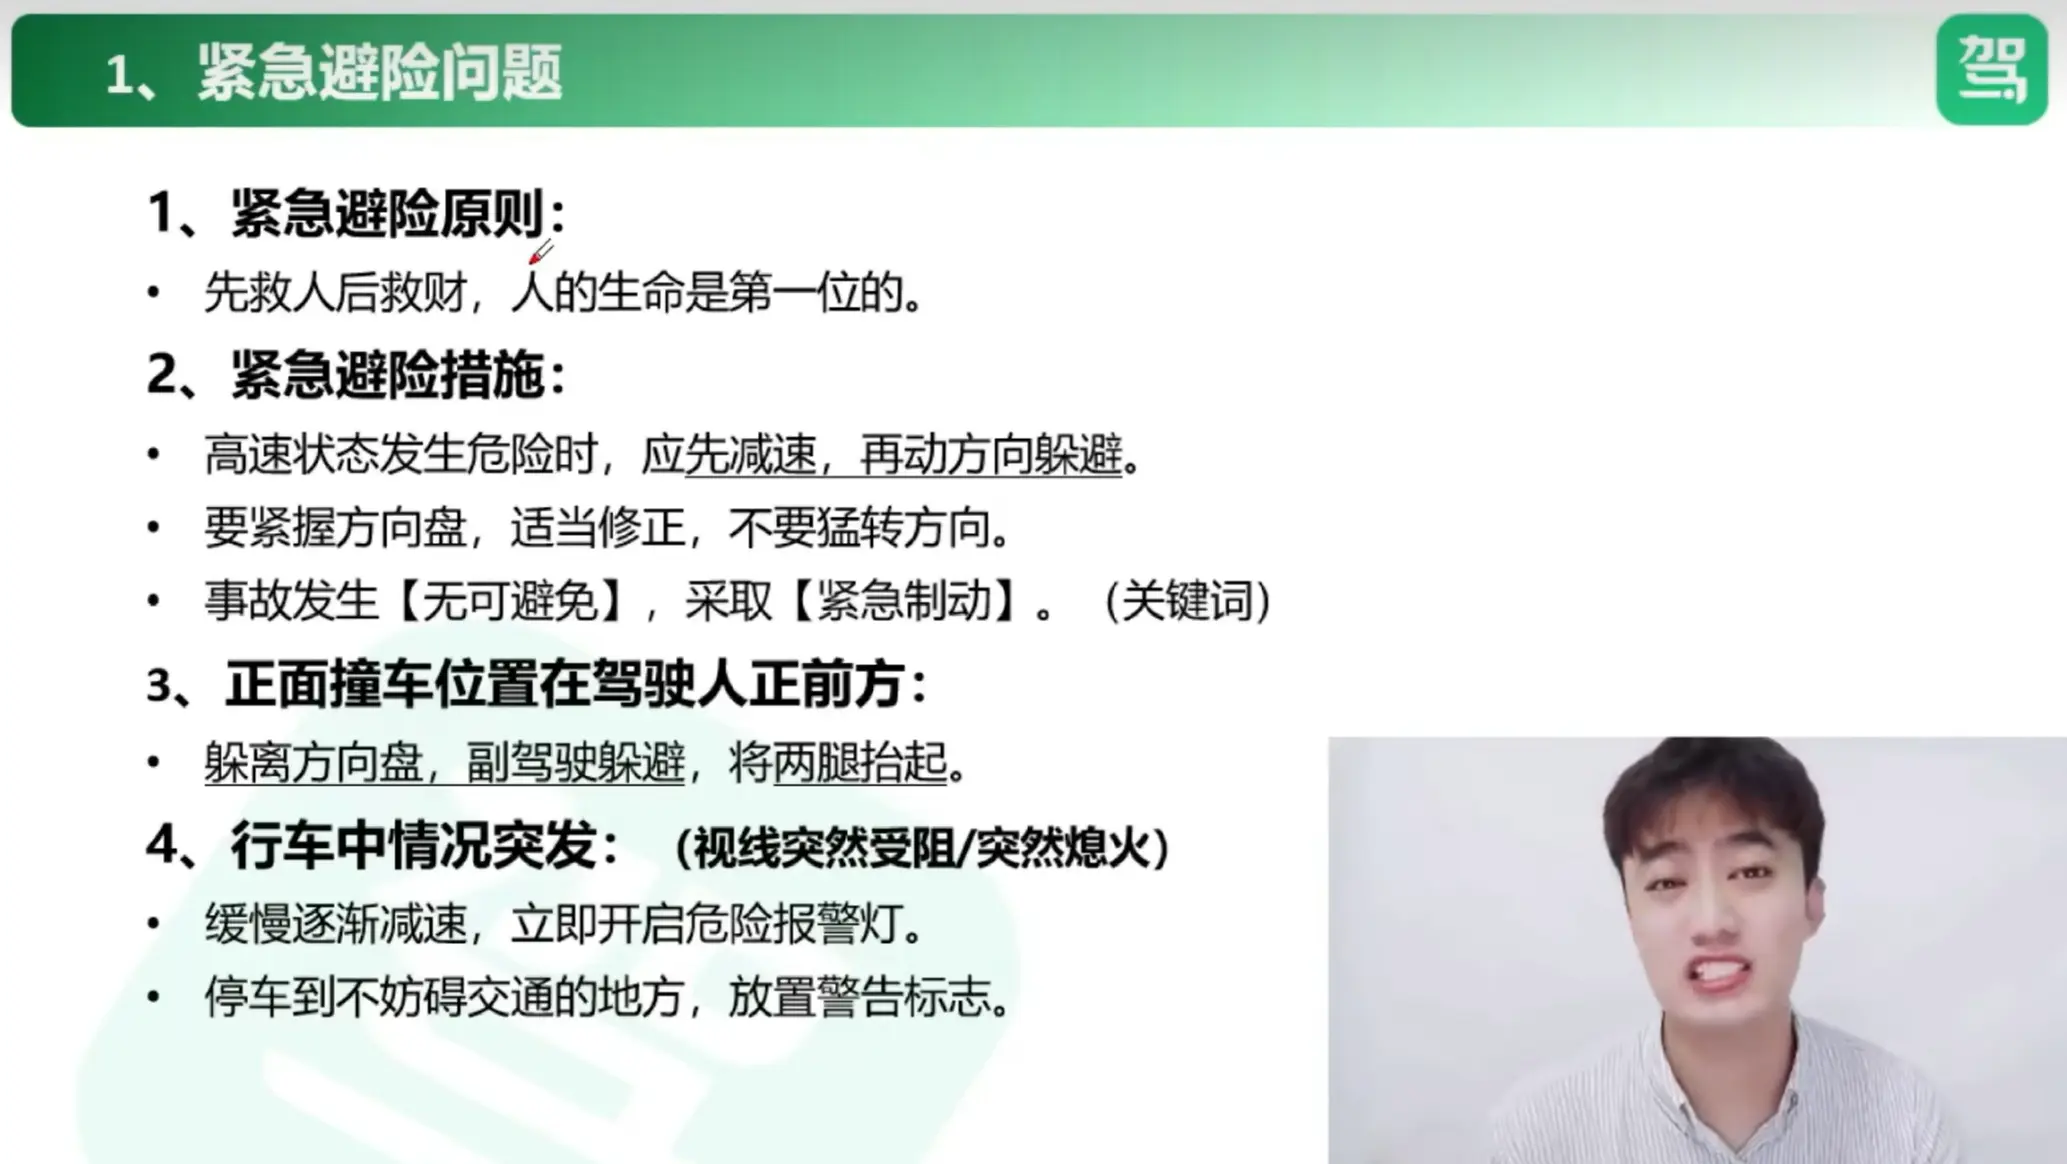 1、紧急避险问题
驾
1、紧急避险原则：
• 先救人后救财，人的生命是第一位的。
2、紧急避险措施：
• 高速状态发生危险时，应先减速，再动方向躲避。
• 要紧握方向盘，适当修正，不要猛转方向。
• 事故发生【无可避免】，采取【紧急制动】。（关键词）
3、正面撞车位置在驾驶人正前方：
• 躲离方向盘，副驾驶躲避，将两腿抬起。
4、行车中情况突发：（视线突然受阻/突然熄火）
• 缓慢逐渐减速，立即开启危险报警灯。
• 停车到不妨碍交通的地方，放置警告标志。